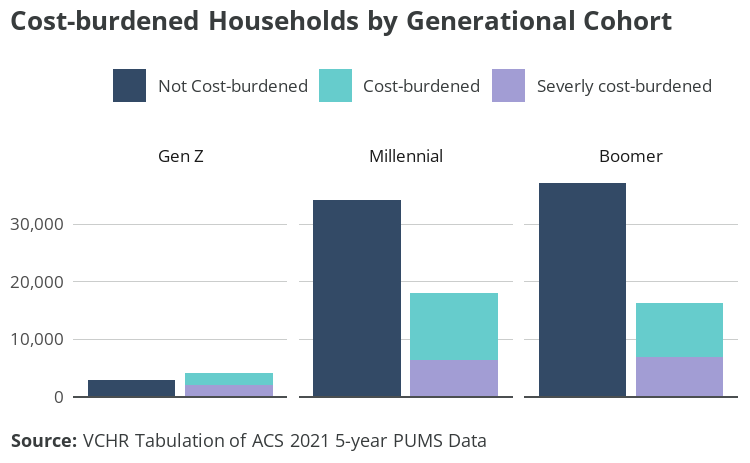 Cost-burdened Households by Generational Cohort
Not Cost-burdened Cost-burdened Severly cost-burdened
Gen Z Millennial Boomer
30,000
20,000
10,000
0
Source: VCHR Tabulation of ACS 2021 5-year PUMS Data